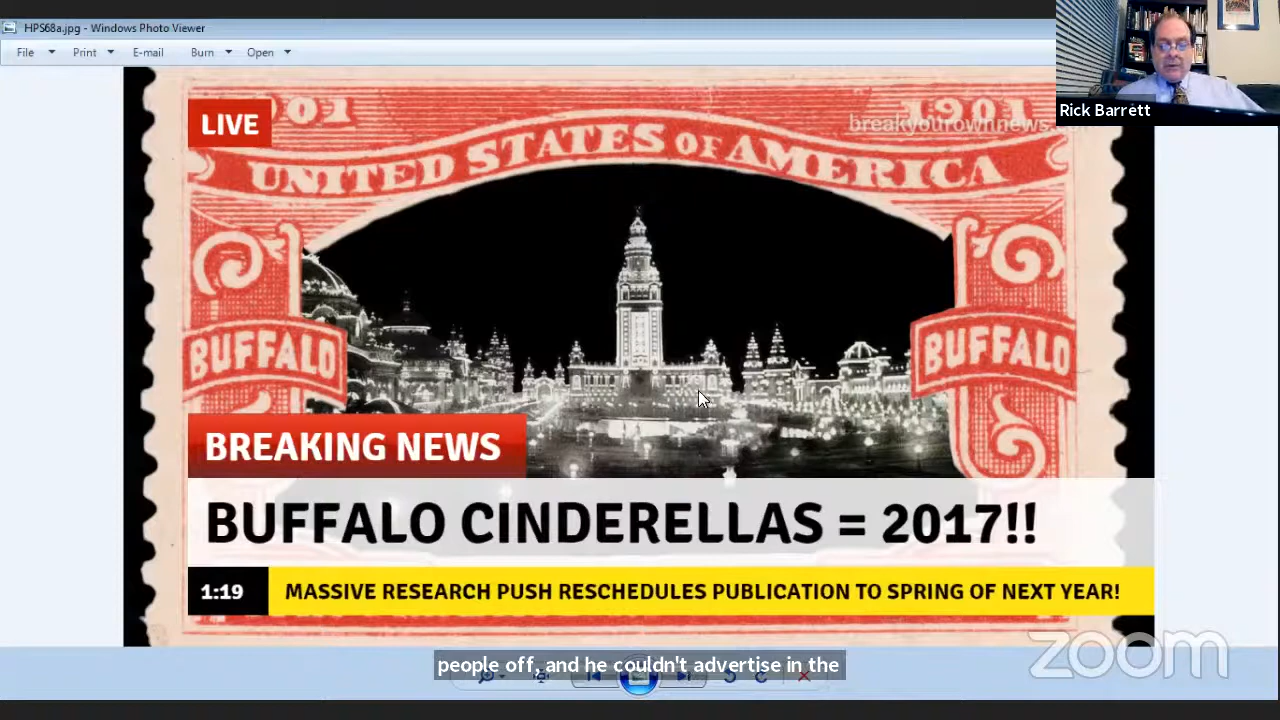 HPS68a.jpg - Windows Photo Viewer
File Print E-mail Burn Open
Rick Barrett
LIVE
1901
breakyourownnews.com
UNITED STATES OF AMERICA
BUFFALO BUFFALO
BREAKING NEWS
BUFFALO CINDERELLAS = 2017!!
1:19 MASSIVE RESEARCH PUSH RESCHEDULES PUBLICATION TO SPRING OF NEXT YEAR!
zoom
people off, and he couldn't advertise in the